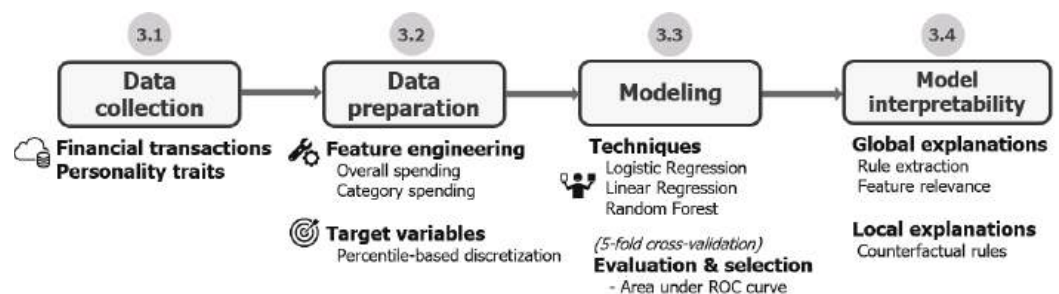 3.1
Data
collection
Financial transactions
Personality traits
3.2
Data
preparation
Feature engineering
Overall spending
Category spending
Target variables
Percentile-based discretization
3.3
Modeling
Techniques
Logistic Regression
Linear Regression
Random Forest
(5-fold cross-validation)
Evaluation & selection
- Area under ROC curve
3.4
Model
interpretability
Global explanations
Rule extraction
Feature relevance
Local explanations
Counterfactual rules